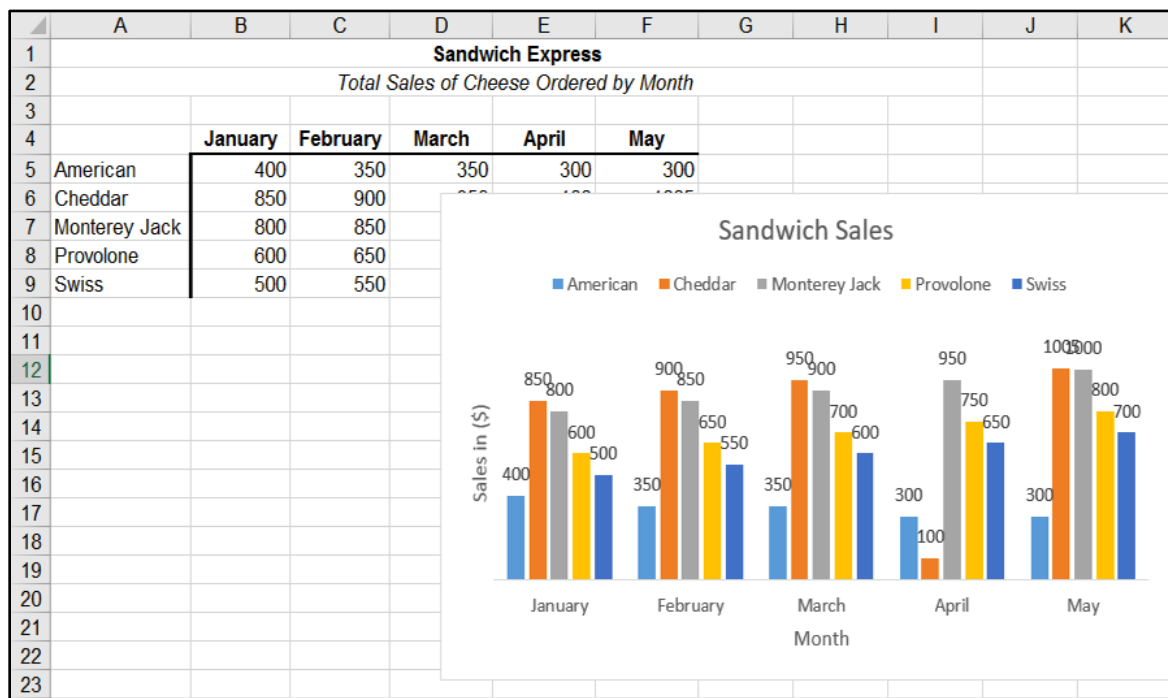 A B C D E F G H I J K
1 Sandwich Express
2 Total Sales of Cheese Ordered by Month
3
4 January February March April May
5 American 400 350 350 300 300
6 Cheddar 850 900
7 Monterey Jack 800 850
8 Provolone 600 650
9 Swiss 500 550
10
11
12
13
14
15
16
17
18
19
20
21
22
23
Sandwich Sales
American Cheddar Monterey Jack Provolone Swiss
Sales in ($)
400 850 800 600 500
350 900 850 650 550
350 950 900 700 600
300 100 950 750 650
300 1005 1000 800 700
January February March April May
Month